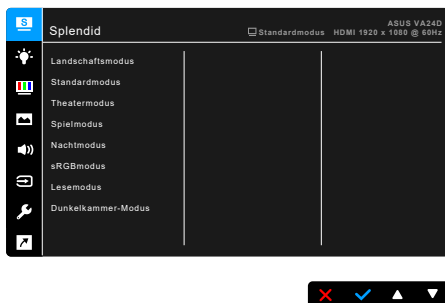 S
Splendid
ASUS VA24D
Standardmodus HDMI 1920 x 1080 @ 60Hz
Landschaftsmodus
Standardmodus
Theatermodus
Spielmodus
Nachtmodus
sRGBmodus
Lesemodus
Dunkelkammer-Modus